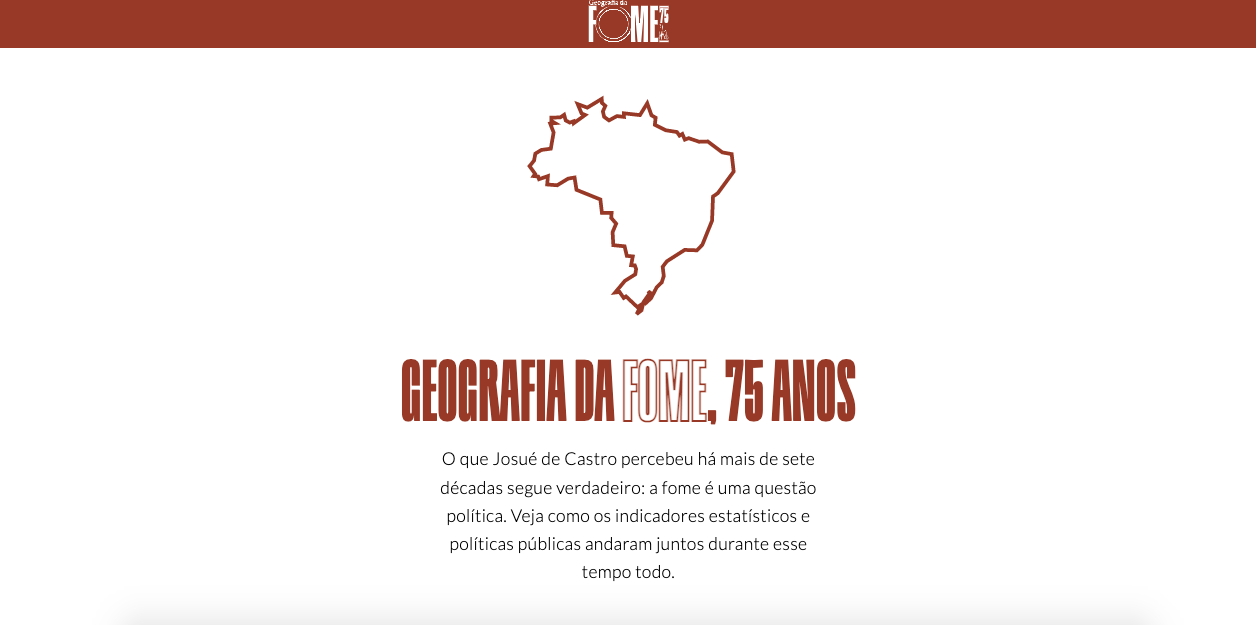 Geografia da
FOME 75
GEOGRAFIA DA FOME, 75 ANOS
O que Josué de Castro percebeu há mais de sete
décadas segue verdadeiro: a fome é uma questão
política. Veja como os indicadores estatísticos e
políticas públicas andaram juntos durante esse
tempo todo.